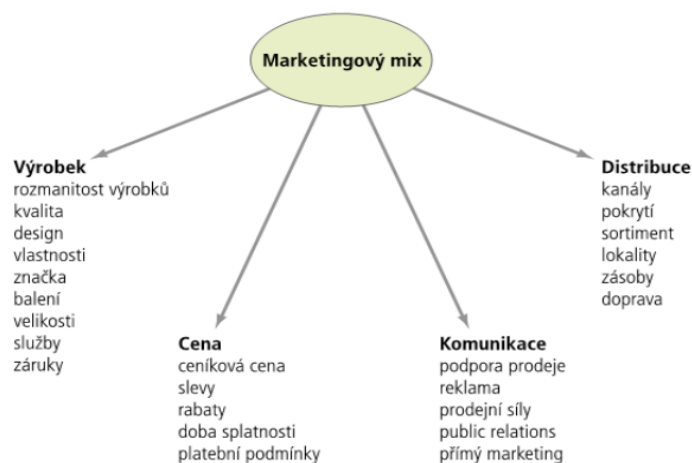 Marketingový mix
Výrobek
rozmanitost výrobků
kvalita
design
vlastnosti
značka
balení
velikosti
služby
záruky
Cena
ceníková cena
slevy
rabaty
doba splatnosti
platební podmínky
Komunikace
podpora prodeje
reklama
prodejní síly
public relations
přímý marketing
Distribuce
kanály
pokrytí
sortiment
lokality
zásoby
doprava